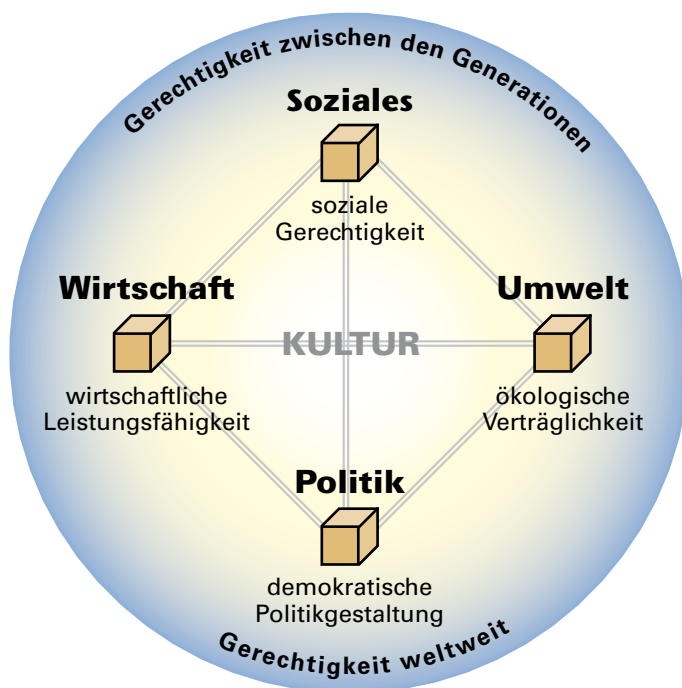 Gerechtigkeit zwischen den Generationen
Soziales
soziale
Gerechtigkeit
Wirtschaft
wirtschaftliche
Leistungsfähigkeit
KULTUR
Umwelt
ökologische
Verträglichkeit
Politik
demokratische
Politikgestaltung
Gerechtigkeit weltweit